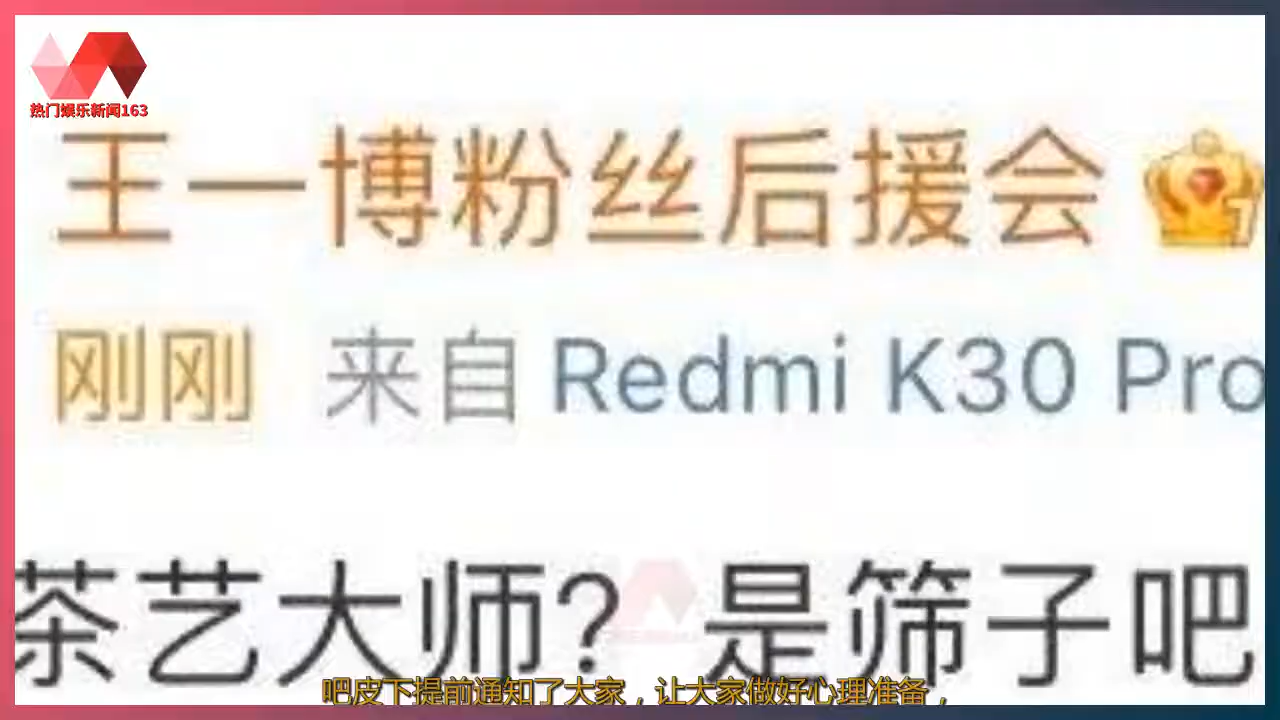 热门娱乐新闻163
王一博粉丝后援会
刚刚 来自 Redmi K30 Pro
茶艺大师？是筛子吧
吧皮下提前通知了大家，让大家做好心理准备，